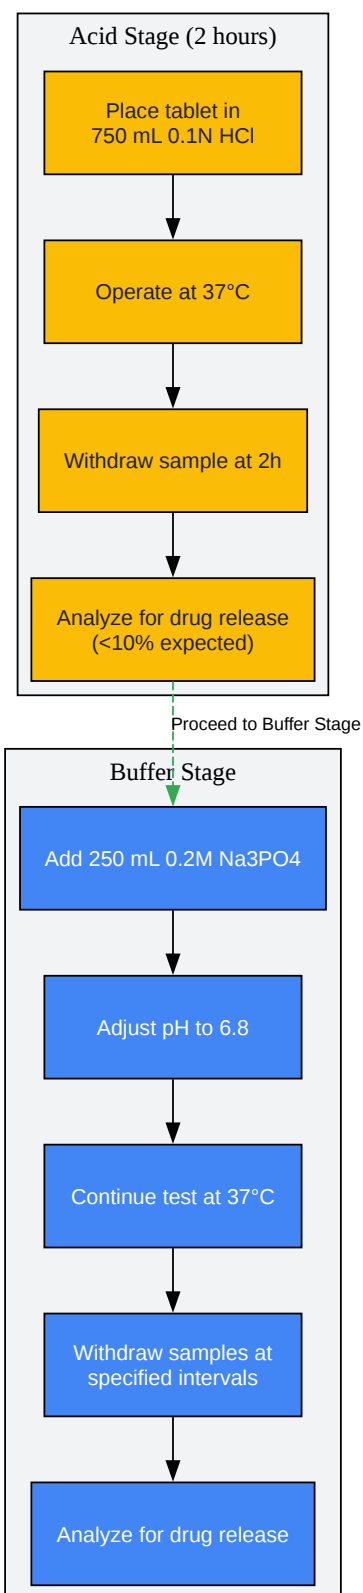 Acid Stage (2 hours)
Place tablet in
750 mL 0.1N HCl
Operate at 37°C
Withdraw sample at 2h
Analyze for drug release
(<10% expected)
Proceed to Buffer Stage
Buffer Stage
Add 250 mL 0.2M Na3PO4
Adjust pH to 6.8
Continue test at 37°C
Withdraw samples at
specified intervals
Analyze for drug release